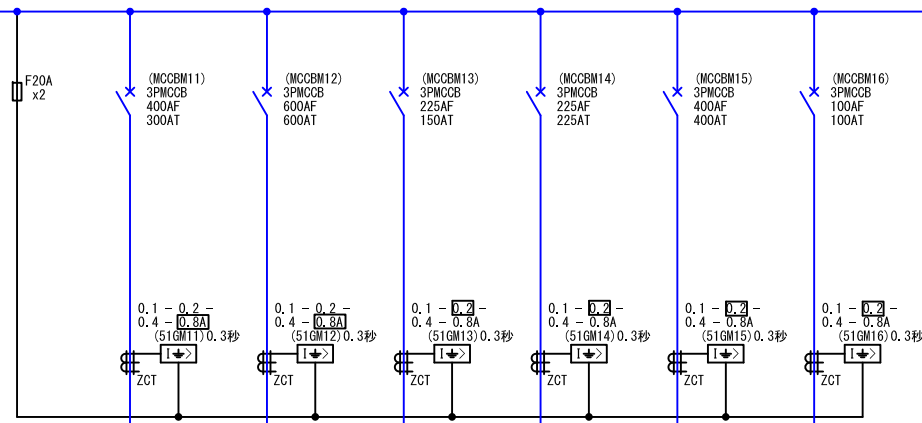 F20A
x2
(MCCBM11)
3PMCCB
400AF
300AT
(MCCBM12)
3PMCCB
600AF
600AT
(MCCBM13)
3PMCCB
225AF
150AT
(MCCBM14)
3PMCCB
225AF
225AT
(MCCBM15)
3PMCCB
400AF
400AT
(MCCBM16)
3PMCCB
100AF
100AT
0.1 - 0.2 -
0.4 - 0.8A
(51GM11)0.3秒
I >
ZCT
0.1 - 0.2 -
0.4 - 0.8A
(51GM12)0.3秒
I >
ZCT
0.1 - 0.2 -
0.4 - 0.8A
(51GM13)0.3秒
I >
ZCT
0.1 - 0.2 -
0.4 - 0.8A
(51GM14)0.3秒
I >
ZCT
0.1 - 0.2 -
0.4 - 0.8A
(51GM15)0.3秒
I >
ZCT
0.1 - 0.2 -
0.4 - 0.8A
(51GM16)0.3秒
I >
ZCT